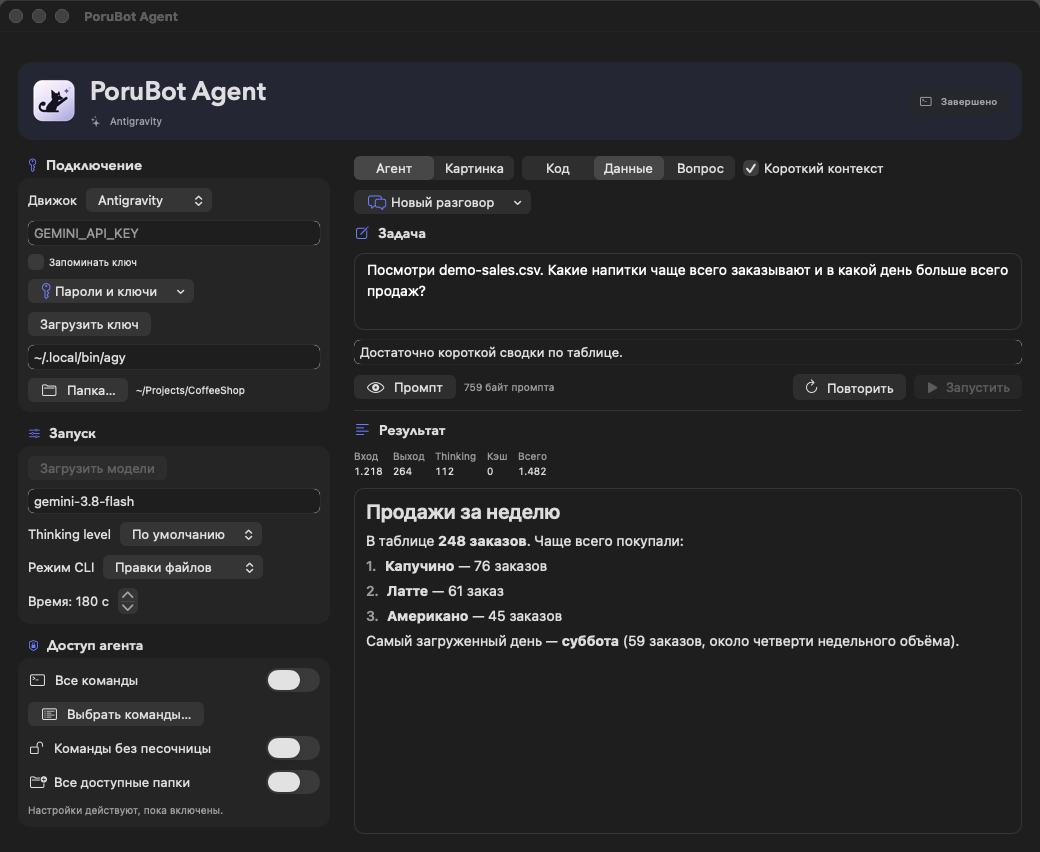 PoruBot Agent
PoruBot Agent
Antigravity
Завершено
Подключение
Движок
Antigravity
GEMINI_API_KEY
Запоминать ключ
Пароли и ключи
Загрузить ключ
~/.local/bin/agy
Папка...
~/Projects/CoffeeShop
Запуск
Загрузить модели
gemini-3.8-flash
Thinking level
По умолчанию
Режим CLI
Правки файлов
Время: 180 с
Доступ агента
Все команды
Выбрать команды...
Команды без песочницы
Все доступные папки
Настройки действуют, пока включены.
Агент
Картинка
Код
Данные
Вопрос
Короткий контекст
Новый разговор
Задача
Посмотри demo-sales.csv. Какие напитки чаще всего заказывают и в какой день больше всего
продаж?
Достаточно короткой сводки по таблице.
Промпт
759 байт промпта
Повторить
Запустить
Результат
Вход Выход Thinking Кэш Всего
1.218 264 112 0 1.482
Продажи за неделю
В таблице 248 заказов. Чаще всего покупали:
1. Капучино — 76 заказов
2. Латте — 61 заказ
3. Американо — 45 заказов
Самый загруженный день — суббота (59 заказов, около четверти недельного объёма).